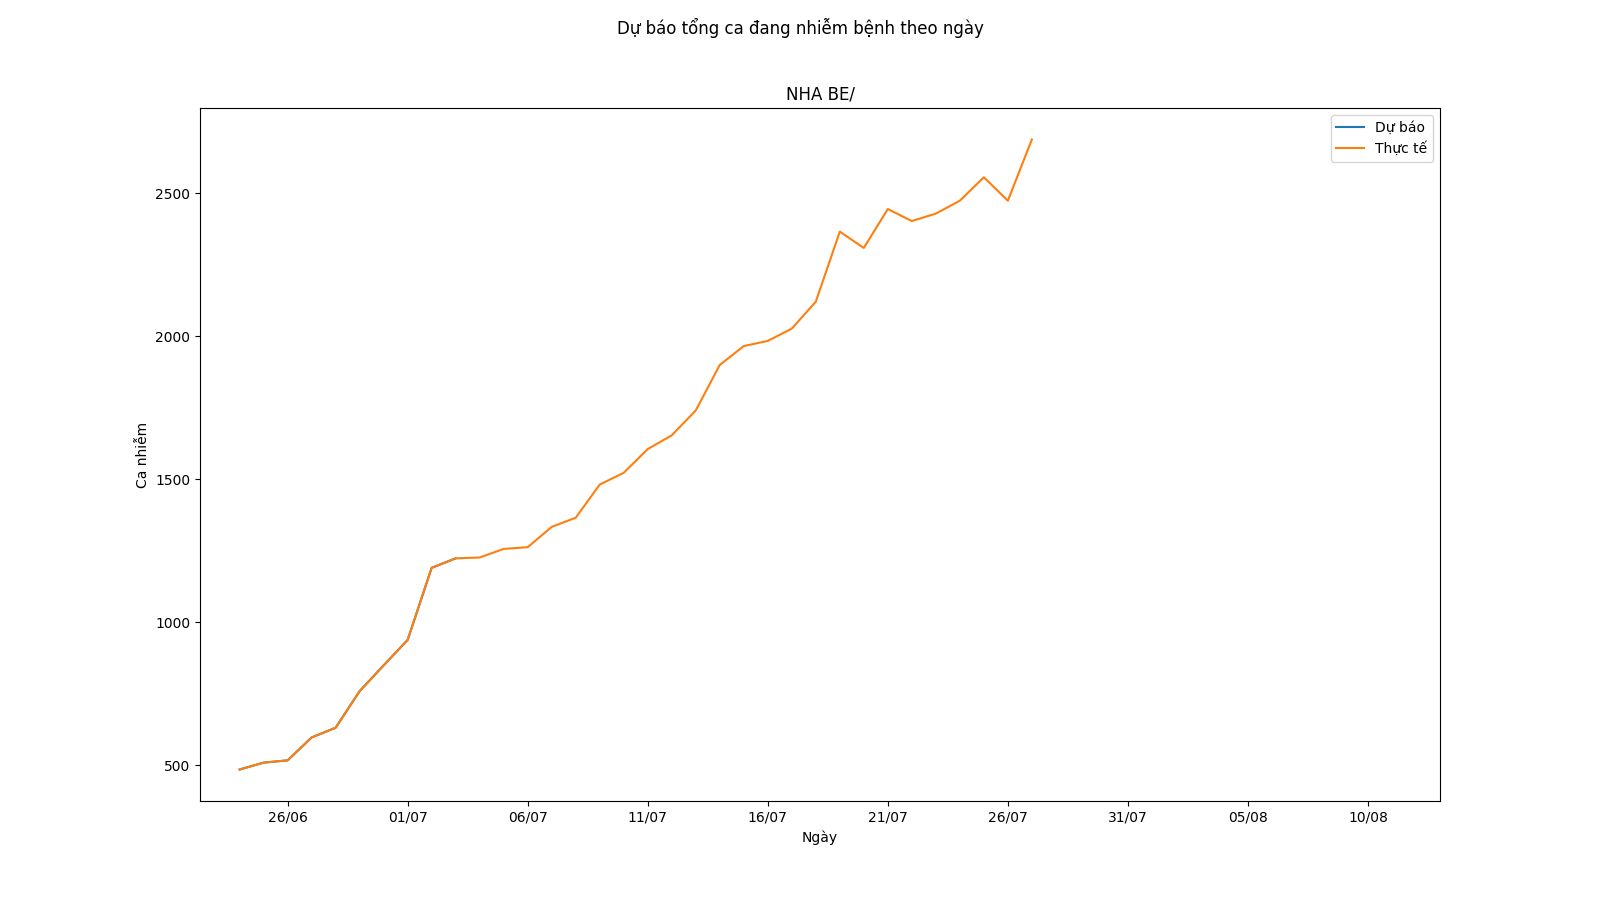 Dự báo tổng ca đang nhiễm bệnh theo ngày
NHA BE/
Dự báo
Thực tế
2500
2000
1500
1000
500
Ca nhiễm
26/06
01/07
06/07
11/07
16/07
21/07
26/07
31/07
05/08
10/08
Ngày